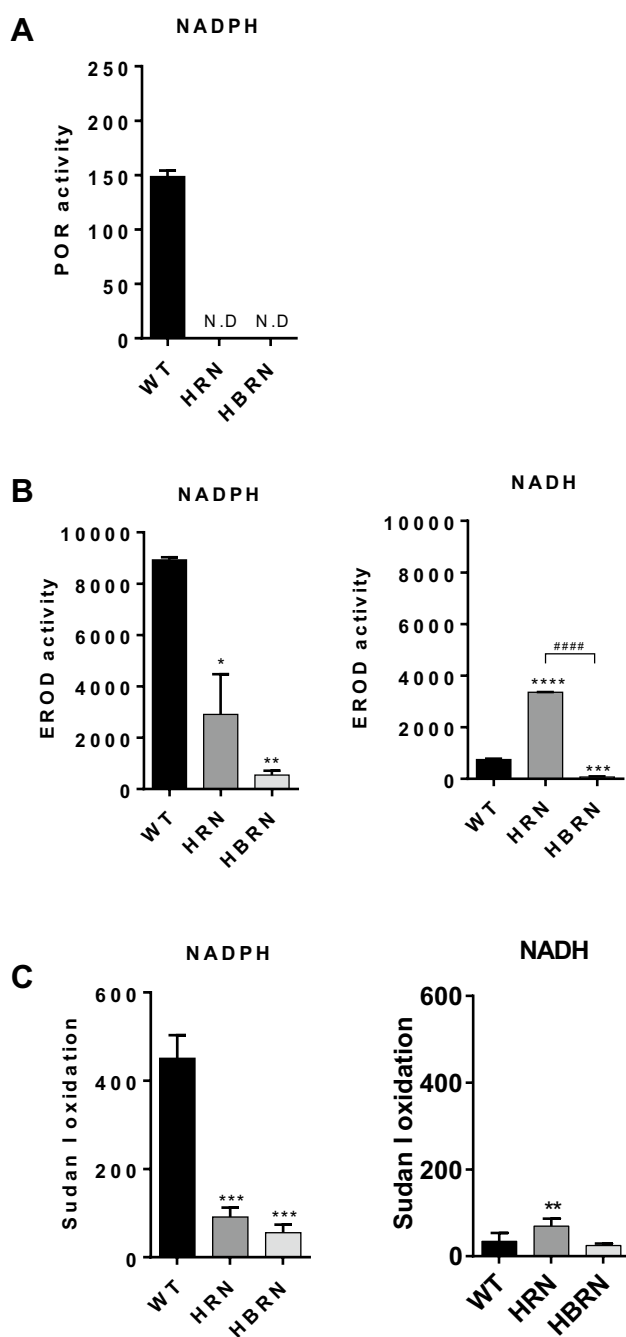 A
NADPH
POR activity
250
200
150
100
50
0
N.D N.D
WT
HRN
HBRN
B
NADPH
EROD activity
10000
8000
6000
4000
2000
0
*
**
WT
HRN
HBRN
NADH
EROD activity
10000
8000
6000
4000
2000
0
####
****
***
WT
HRN
HBRN
C
NADPH
Sudan I oxidation
600
400
200
0
***
***
WT
HRN
HBRN
NADH
Sudan I oxidation
600
400
200
0
**
WT
HRN
HBRN